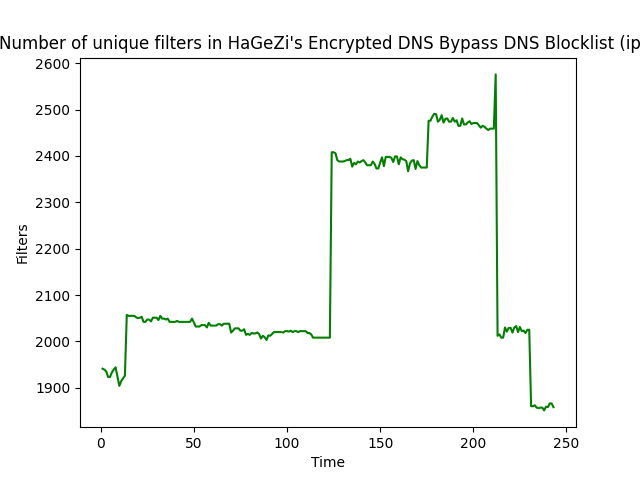 Number of unique filters in HaGeZi's Encrypted DNS Bypass DNS Blocklist (ip
2600
2500
2400
2300
2200
2100
2000
1900
Filters
0 50 100 150 200 250
Time